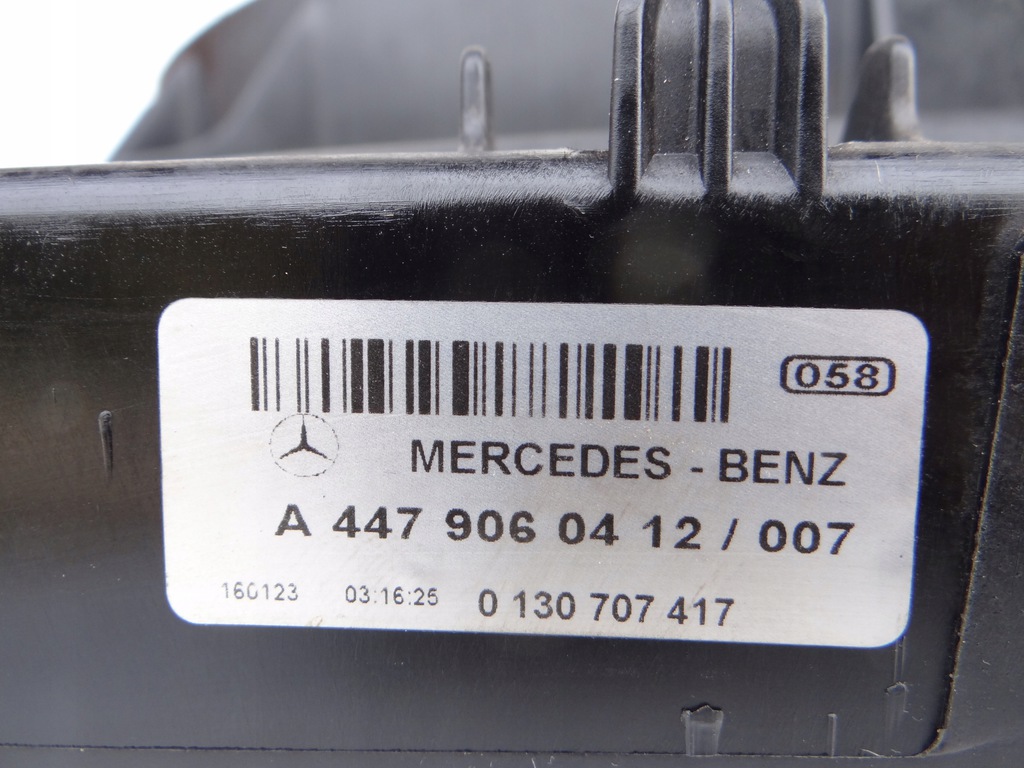 058
MERCEDES - BENZ
A 447 906 04 12 / 007
160123 03:16:25 0 130 707 417